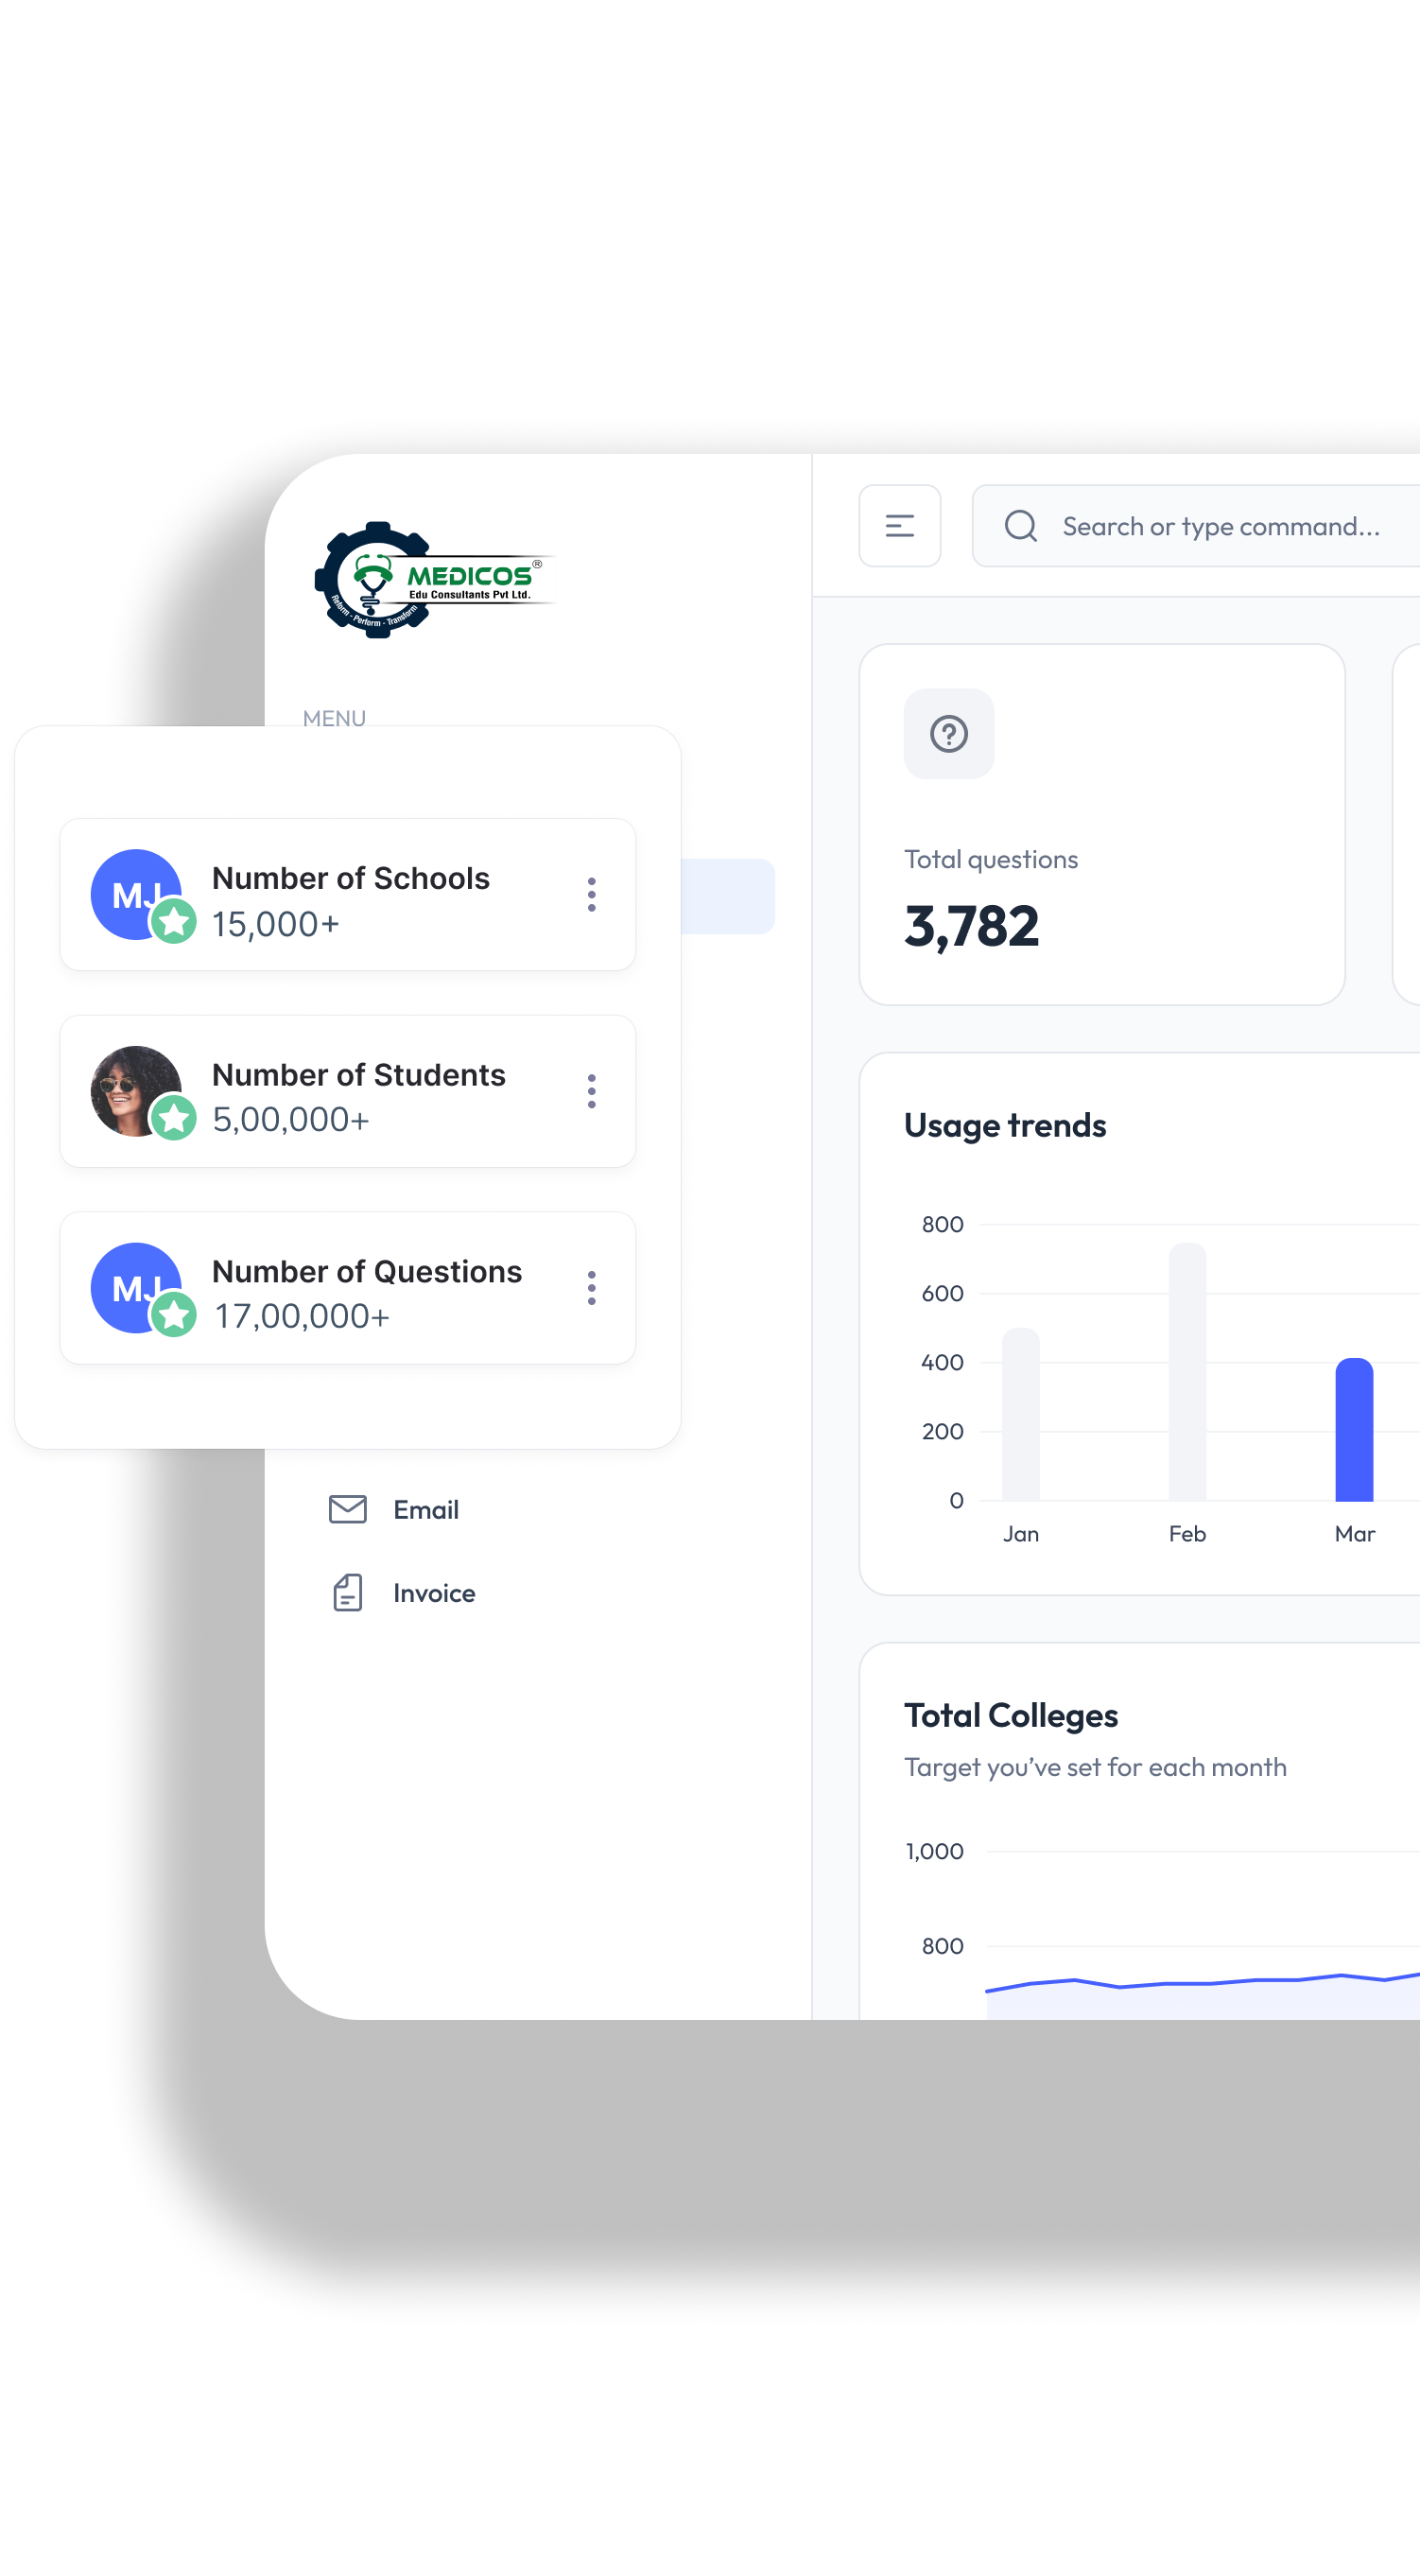 MEDICOS®
Edu Consultants Pvt Ltd.
Reform - Perform - Transform
MENU
MJ
Number of Schools
15,000+
Number of Students
5,00,000+
MJ
Number of Questions
17,00,000+
Email
Invoice
Search or type command...
Total questions
3,782
Usage trends
800
600
400
200
0
Jan Feb Mar
Total Colleges
Target you’ve set for each month
1,000
800